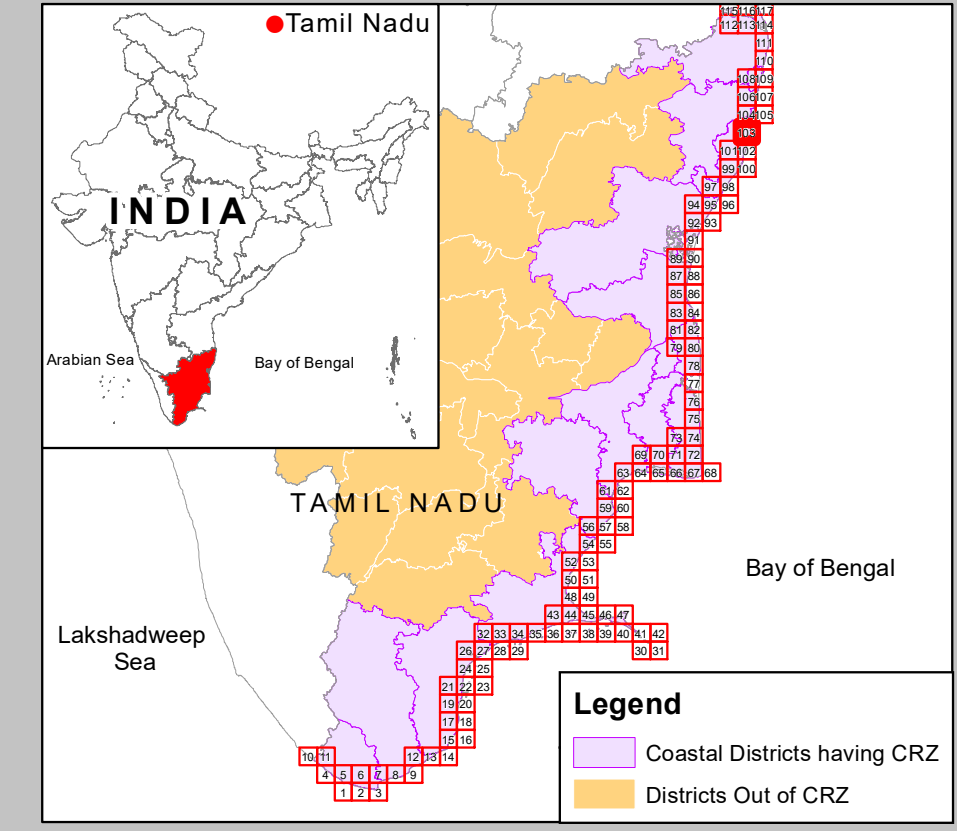 Tamil Nadu
INDIA
Arabian Sea
Bay of Bengal
115 116 117
112 113 114
111
110
108 109
106 107
104 105
103
101 102
99 100
97 98
94 95 96
92 93
91
89 90
87 88
85 86
83 84
81 82
79 80
78
77
76
75
73 74
69 70 71 72
63 64 65 66 67 68
61 62
59 60
56 57 58
54 55
52 53
50 51
48 49
43 44 45 46 47
32 33 34 35 36 37 38 39 40 41 42
26 27 28 29 30 31
24 25
21 22 23
19 20
17 18
15 16
10 11 12 13 14
4 5 6 7 8 9
1 2 3
TAMIL NADU
Bay of Bengal
Lakshadweep
Sea
Legend
Coastal Districts having CRZ
Districts Out of CRZ